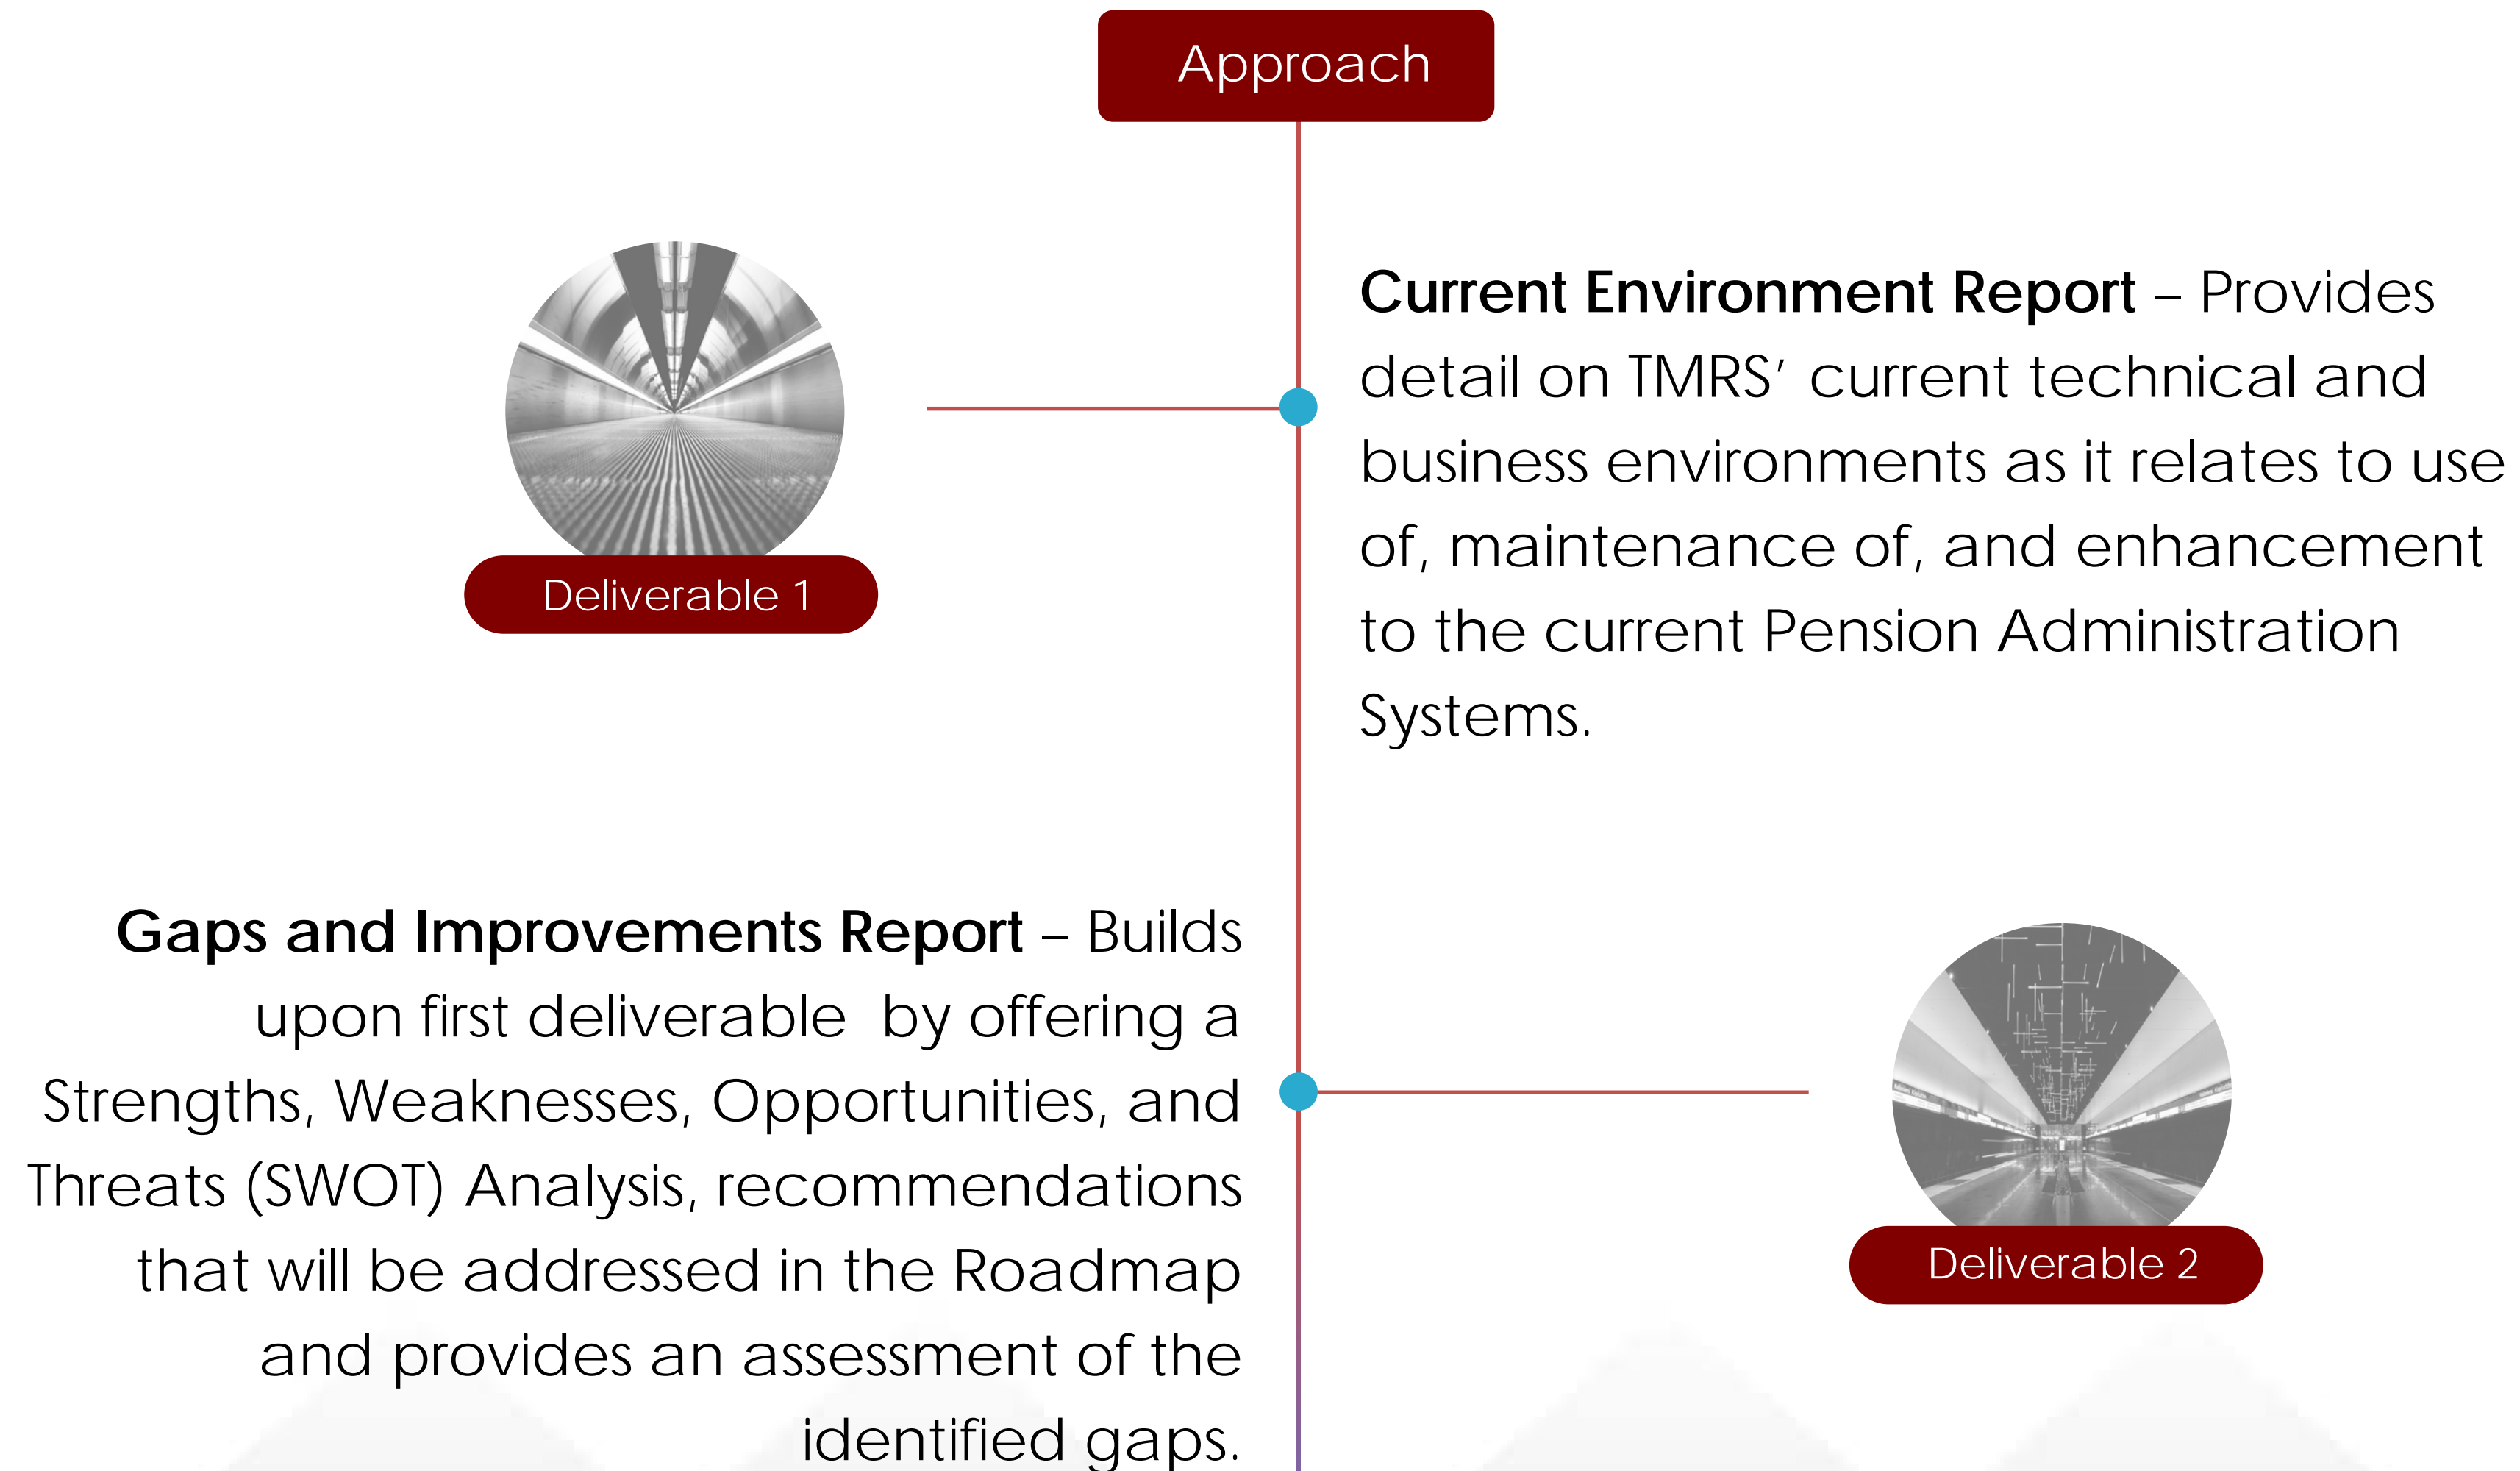 Approach
Current Environment Report – Provides
detail on TMRS’ current technical and
business environments as it relates to use
of, maintenance of, and enhancement
to the current Pension Administration
Systems.
Deliverable 1
Gaps and Improvements Report – Builds
upon first deliverable  by offering a
Strengths, Weaknesses, Opportunities, and
Threats (SWOT) Analysis, recommendations
that will be addressed in the Roadmap
and provides an assessment of the
identified gaps.
Deliverable 2